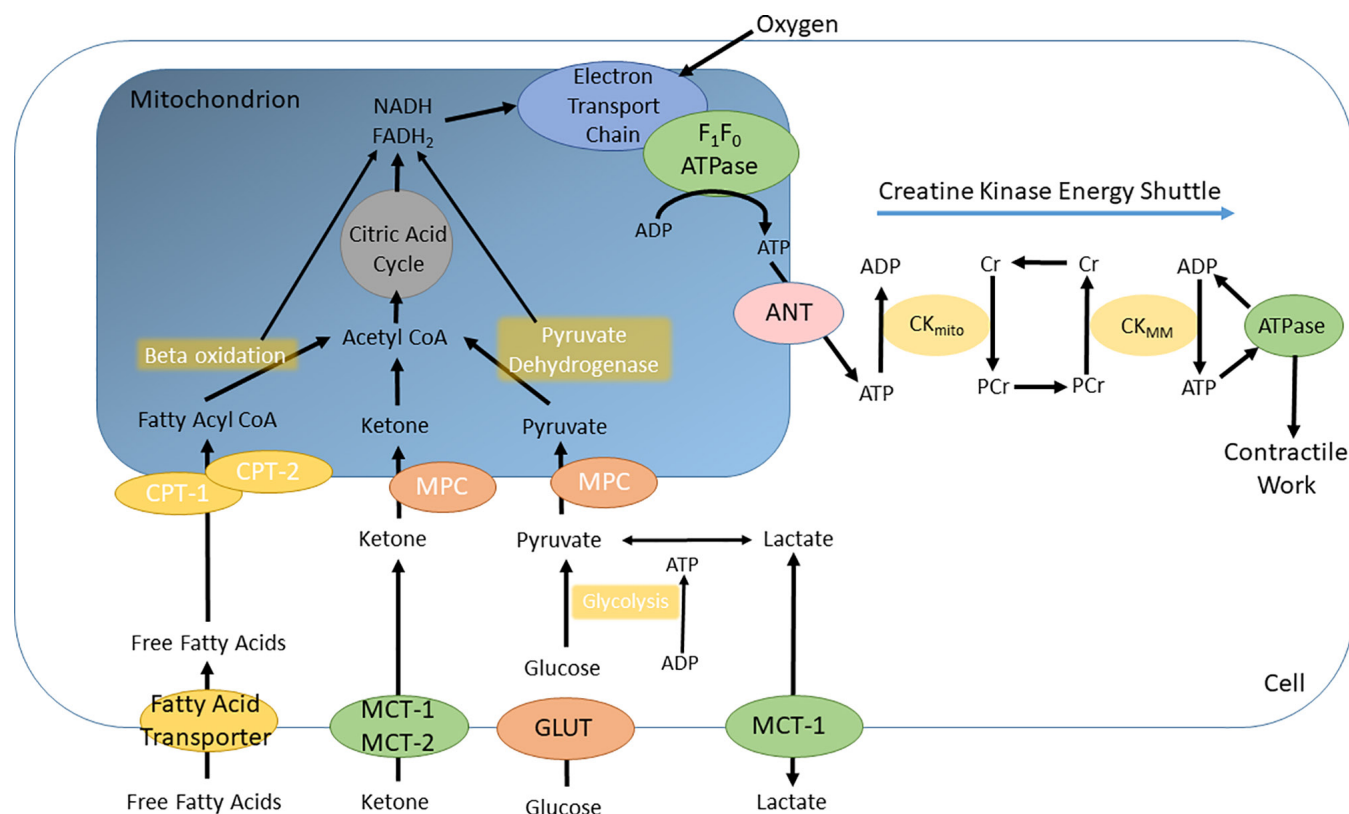 Oxygen
Mitochondrion
NADH
FADH₂
Electron
Transport
Chain
F₁F₀
ATPase
ADP
ATP
Creatine Kinase Energy Shuttle
Citric Acid
Cycle
ANT
ADP
CKmito
ATP
Cr
PCr
Cr
PCr
CKMM
ADP
ATP
ATPase
Contractile
Work
Beta oxidation
Acetyl CoA
Pyruvate
Dehydrogenase
Fatty Acyl CoA
Ketone
Pyruvate
CPT-1
CPT-2
MPC
MPC
Ketone
Pyruvate
Lactate
Glycolysis
ATP
ADP
Free Fatty Acids
Glucose
Cell
Fatty Acid
Transporter
MCT-1
MCT-2
GLUT
MCT-1
Free Fatty Acids
Ketone
Glucose
Lactate